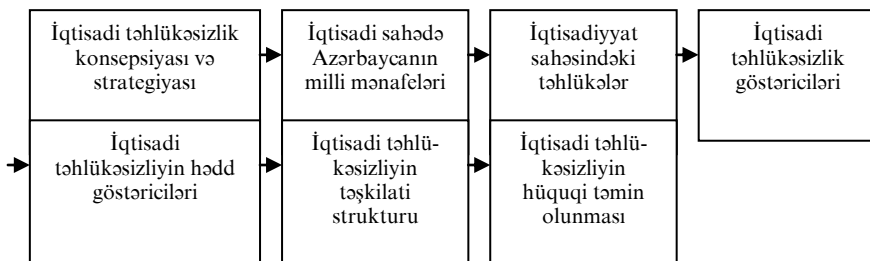 İqtisadi təhlükəsizlik
konsepsiyası və
strategiyası
İqtisadi sahədə
Azərbaycanın
milli mənafeləri
İqtisadiyyat
sahəsindəki
təhlükələr
İqtisadi
təhlükəsizlik
göstəriciləri
İqtisadi
təhlükəsizliyin hədd
göstəriciləri
İqtisadi təhlü-
kəsizliyin
təşkilati
strukturu
İqtisadi təhlü-
kəsizliyin
hüquqi təmin
olunması